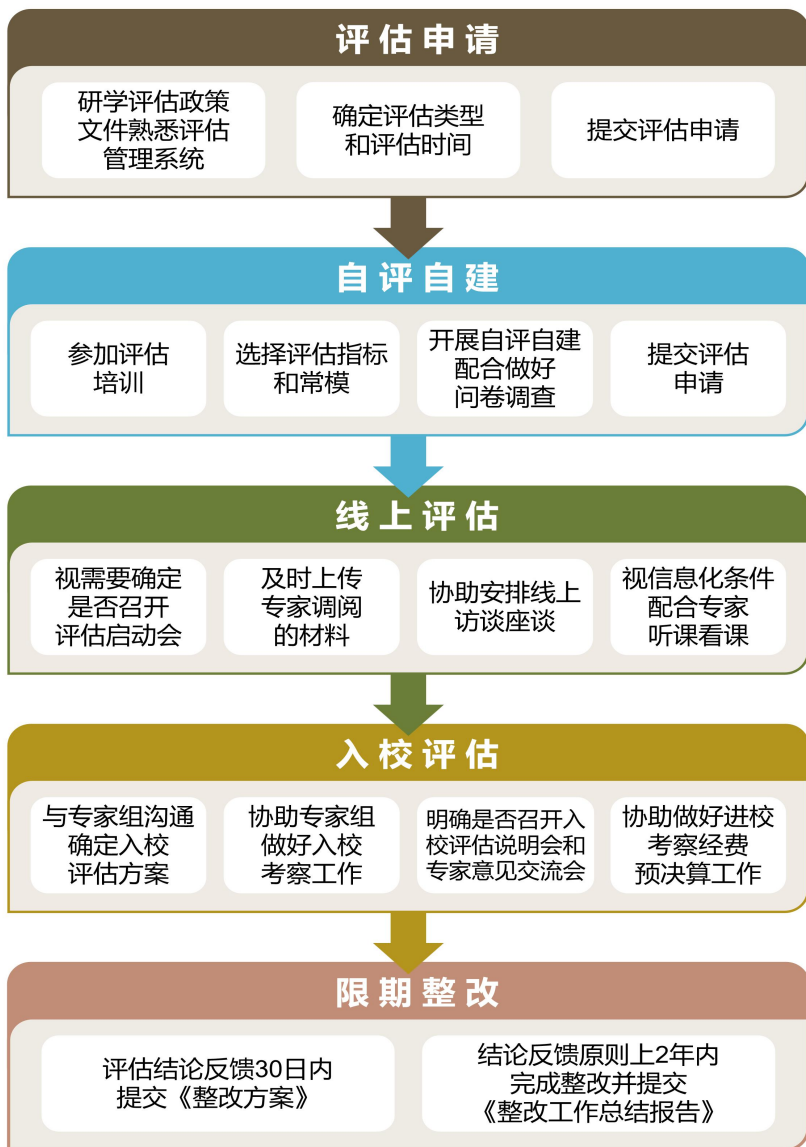 评估申请
研学评估政策
文件熟悉评估
管理系统
确定评估类型
和评估时间
提交评估申请
自评自建
参加评估
培训
选择评估指标
和常模
开展自评自建
配合做好
问卷调查
提交评估
申请
线上评估
视需要确定
是否召开
评估启动会
及时上传
专家调阅
的材料
协助安排线上
访谈座谈
视信息化条件
配合专家
听课看课
入校评估
与专家组沟通
确定入校
评估方案
协助专家组
做好入校
考察工作
明确是否召开入
校评估说明会和
专家意见交流会
协助做好进校
考察经费
预决算工作
限期整改
评估结论反馈30日内
提交《整改方案》
结论反馈原则上2年内
完成整改并提交
《整改工作总结报告》